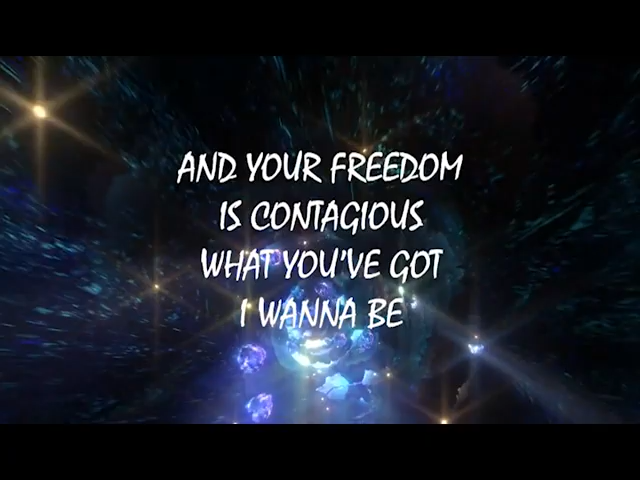 AND YOUR FREEDOM
IS CONTAGIOUS
WHAT YOU'VE GOT
I WANNA BE